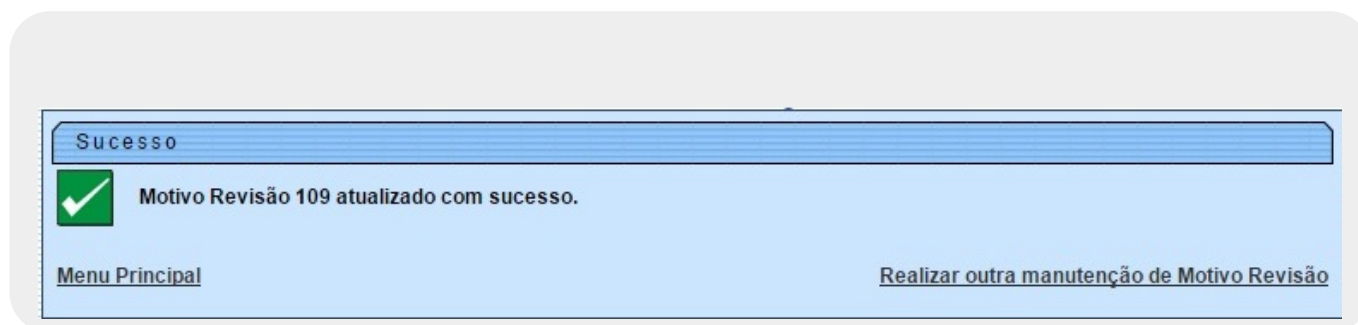 Sucesso
Motivo Revisão 109 atualizado com sucesso.
Menu Principal
Realizar outra manutenção de Motivo Revisão